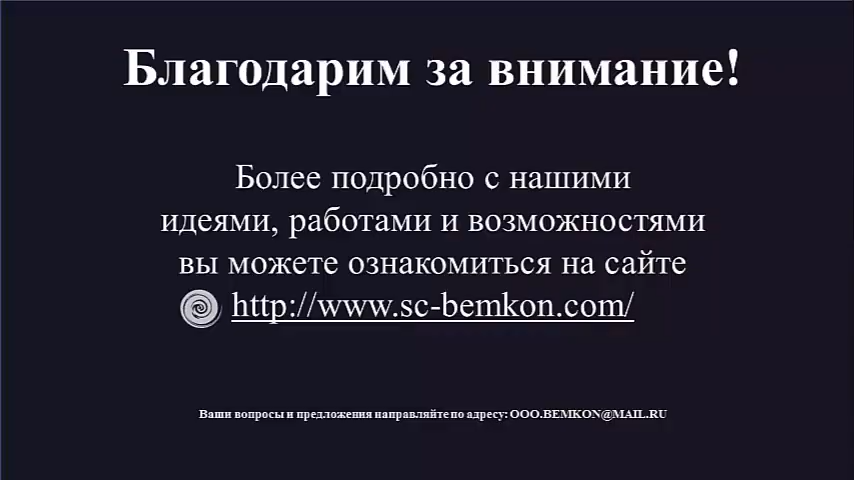 Благодарим за внимание!
Более подробно с нашими
идеями, работами и возможностями
вы можете ознакомиться на сайте
http://www.sc-bemkon.com/
Ваши вопросы и предложения направляйте по адресу: OOO.BEMKON@MAIL.RU